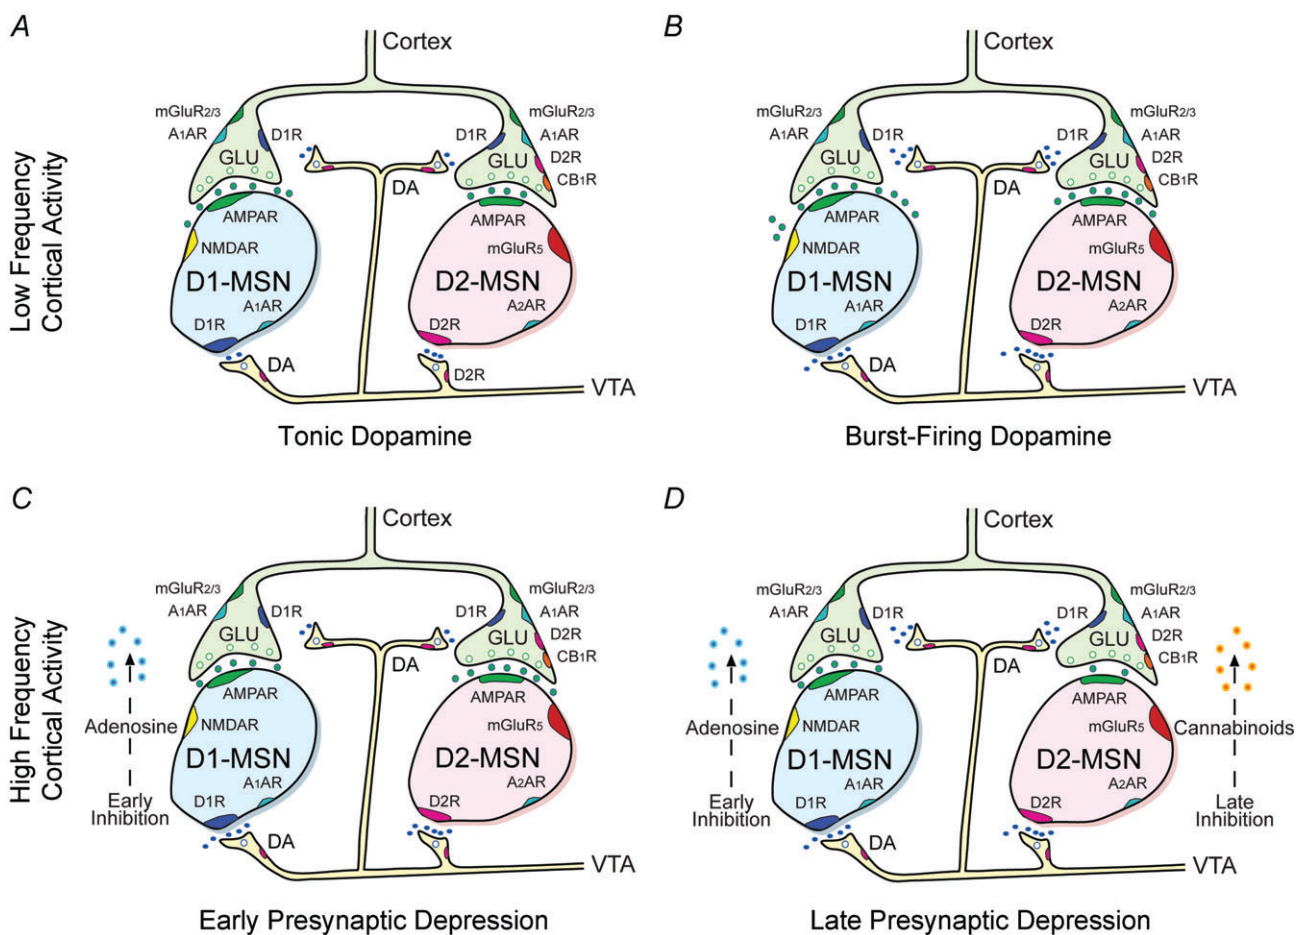 A
Cortex
mGluR2/3
A1AR
D1R
GLU
AMPAR
NMDAR
D1-MSN
A1AR
D1R
DA
DA
mGluR2/3
A1AR
D2R
CB1R
GLU
AMPAR
mGluR5
D2-MSN
A2AR
D2R
D2R
VTA
Low Frequency
Cortical Activity
Tonic Dopamine
B
Cortex
mGluR2/3
A1AR
D1R
GLU
AMPAR
NMDAR
D1-MSN
A1AR
D1R
DA
DA
D1R
mGluR2/3
A1AR
D2R
CB1R
GLU
AMPAR
mGluR5
D2-MSN
A2AR
D2R
VTA
Burst-Firing Dopamine
C
Cortex
mGluR2/3
A1AR
D1R
GLU
AMPAR
NMDAR
D1-MSN
A1AR
D1R
DA
DA
D1R
mGluR2/3
A1AR
D2R
CB1R
GLU
AMPAR
mGluR5
D2-MSN
A2AR
D2R
VTA
Adenosine
Early
Inhibition
High Frequency
Cortical Activity
Early Presynaptic Depression
D
Cortex
mGluR2/3
A1AR
D1R
GLU
AMPAR
NMDAR
D1-MSN
A1AR
D1R
DA
DA
D1R
mGluR2/3
A1AR
D2R
CB1R
GLU
AMPAR
mGluR5
D2-MSN
A2AR
D2R
VTA
Adenosine
Early
Inhibition
Cannabinoids
Late
Inhibition
Late Presynaptic Depression